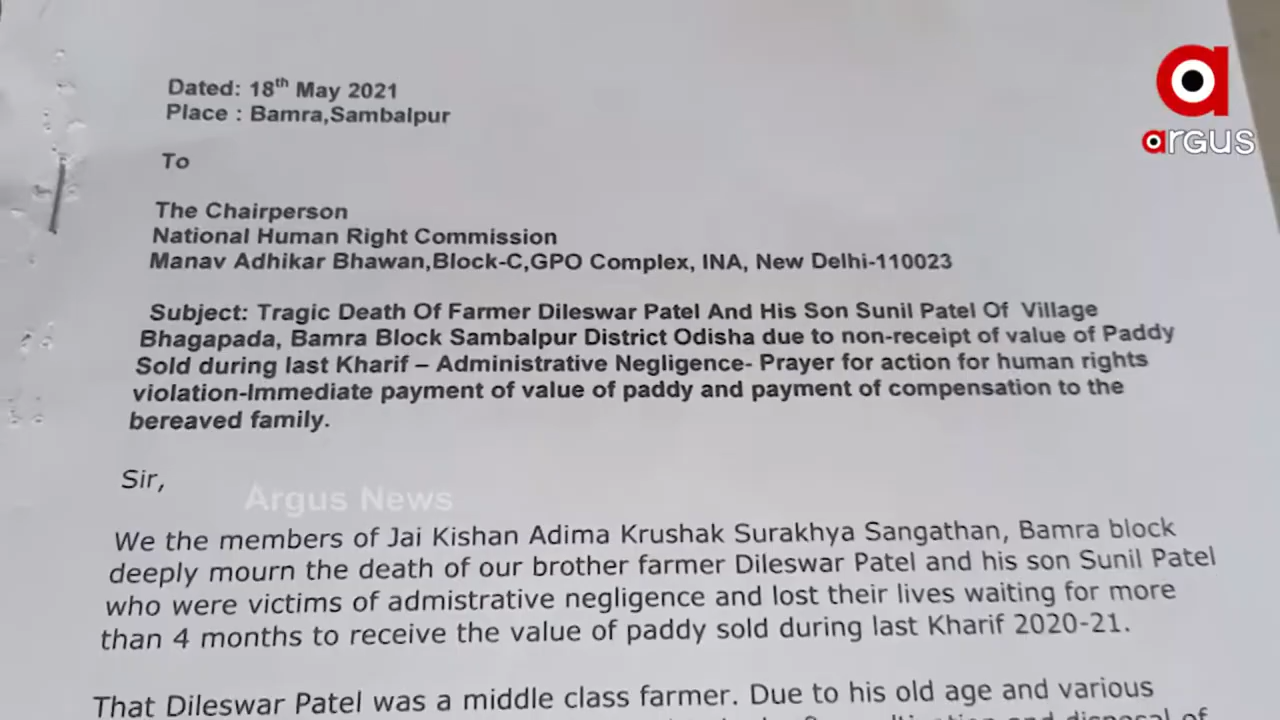 argus
Dated: 18th May 2021
Place : Bamra,Sambalpur
To
The Chairperson
National Human Right Commission
Manav Adhikar Bhawan,Block-C,GPO Complex, INA, New Delhi-110023
Subject: Tragic Death Of Farmer Dileswar Patel And His Son Sunil Patel Of Village
Bhagapada, Bamra Block Sambalpur District Odisha due to non-receipt of value of Paddy
Sold during last Kharif – Administrative Negligence- Prayer for action for human rights
violation-Immediate payment of value of paddy and payment of compensation to the
bereaved family.
Sir,
Argus News
We the members of Jai Kishan Adima Krushak Surakhya Sangathan, Bamra block
deeply mourn the death of our brother farmer Dileswar Patel and his son Sunil Patel
who were victims of admistrative negligence and lost their lives waiting for more
than 4 months to receive the value of paddy sold during last Kharif 2020-21.
That Dileswar Patel was a middle class farmer. Due to his old age and various